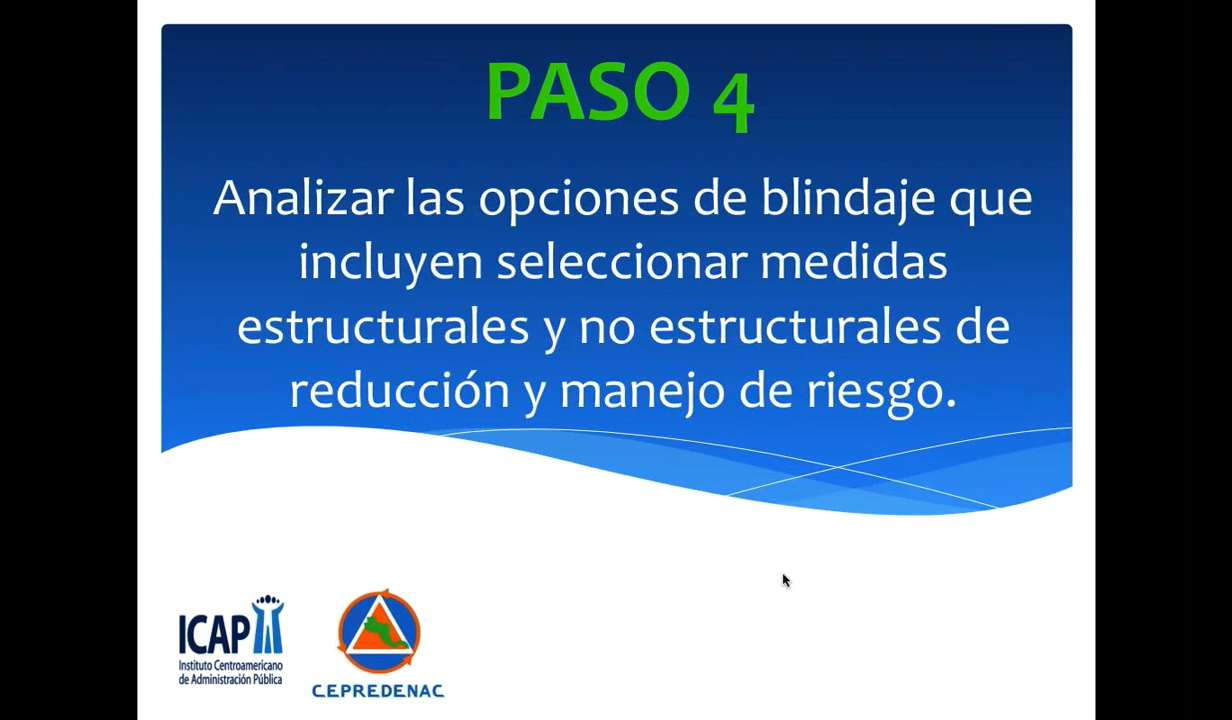 PASO 4
Analizar las opciones de blindaje que
incluyen seleccionar medidas
estructurales y no estructurales de
reducción y manejo de riesgo.
ICAP
Instituto Centroamericano
de Administración Pública
CEPREDENAC